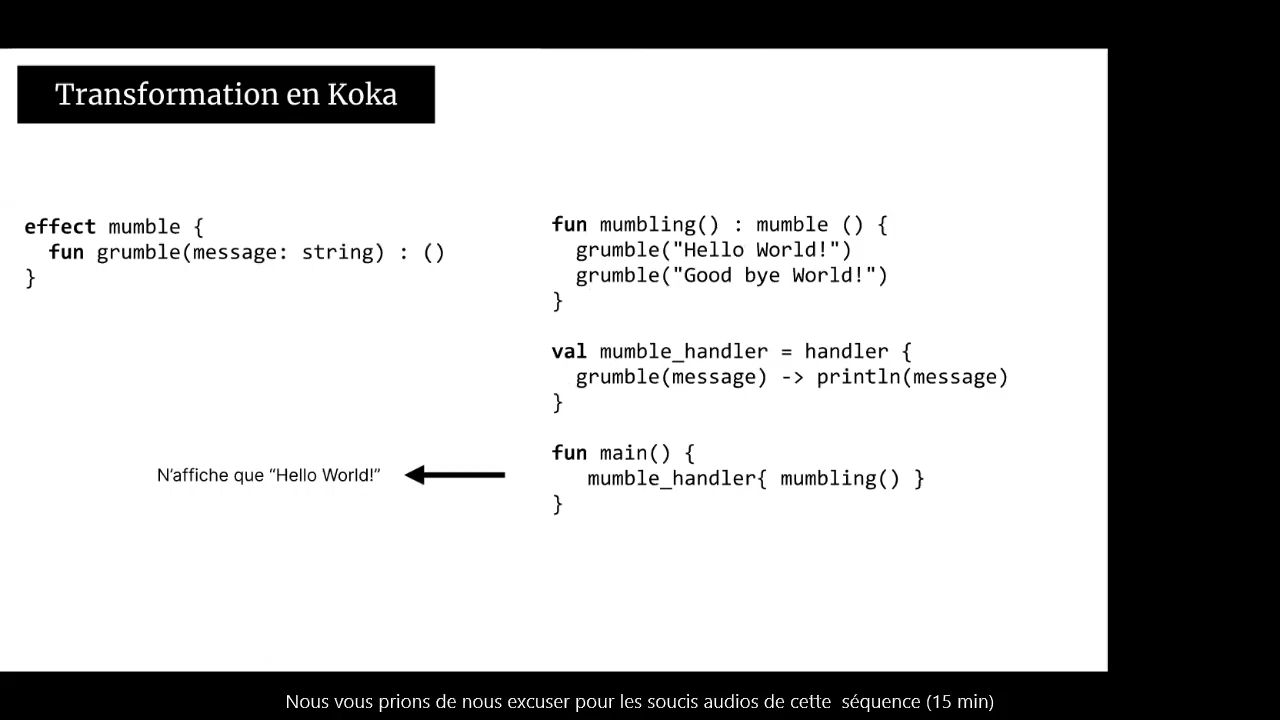 Transformation en Koka
effect mumble {
  fun grumble(message: string) : ()
}
fun mumbling() : mumble () {
  grumble("Hello World!")
  grumble("Good bye World!")
}
val mumble_handler = handler {
  grumble(message) -> println(message)
}
fun main() {
   mumble_handler{ mumbling() }
}
N'affiche que “Hello World!”
Nous vous prions de nous excuser pour les soucis audios de cette  séquence (15 min)